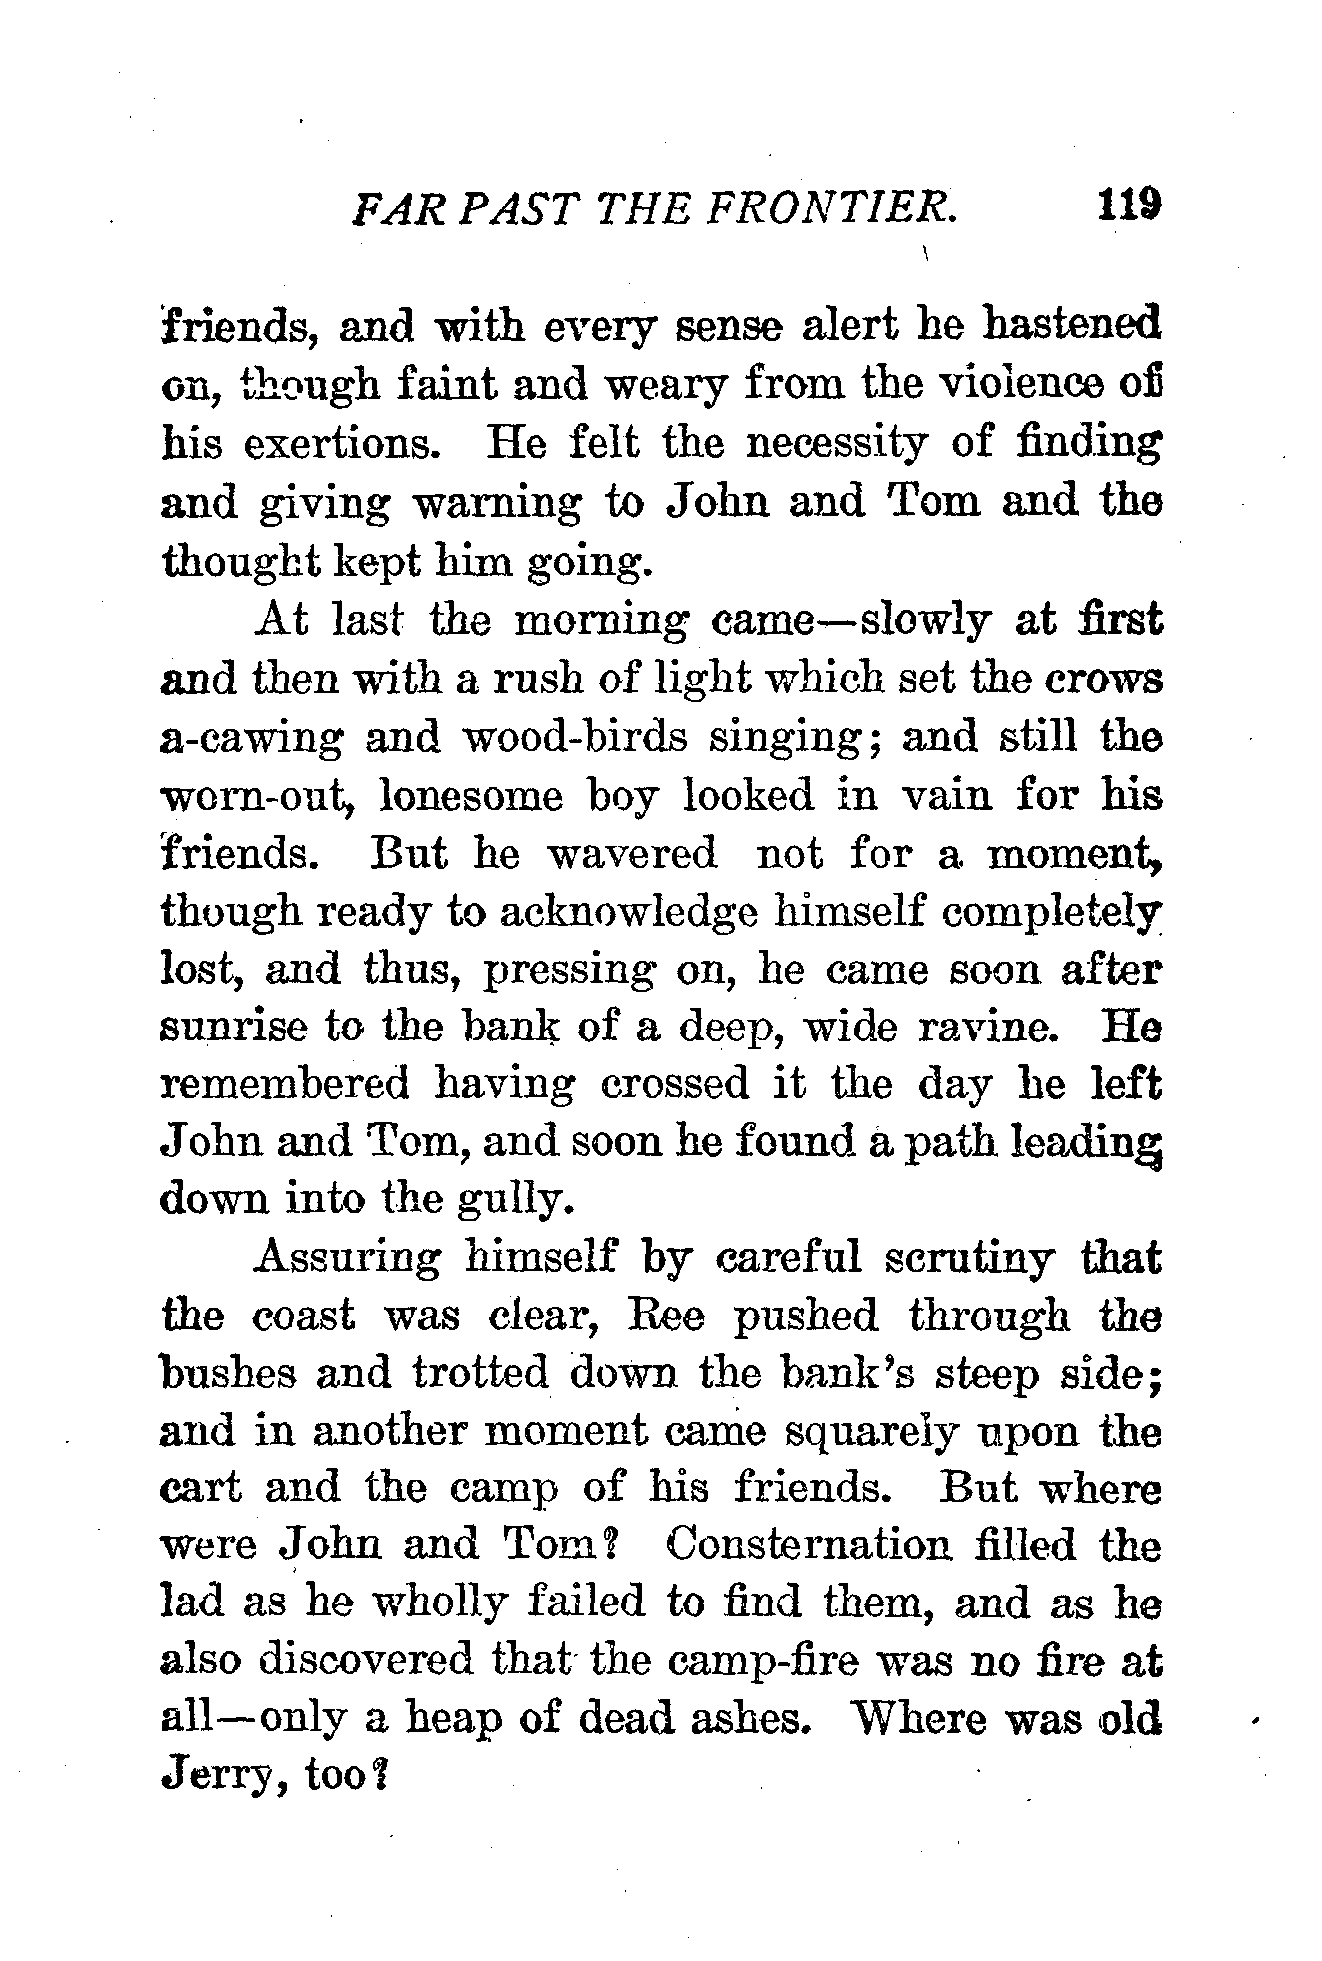 FAR PAST THE FRONTIER. 119
friends, and with every sense alert he hastened
on, though faint and weary from the violence of
his exertions. He felt the necessity of finding
and giving warning to John and Tom and the
thought kept him going.
At last the morning came—slowly at first
and then with a rush of light which set the crows
a-cawing and wood-birds singing; and still the
worn-out, lonesome boy looked in vain for his
friends. But he wavered not for a moment,
though ready to acknowledge himself completely
lost, and thus, pressing on, he came soon after
sunrise to the bank of a deep, wide ravine. He
remembered having crossed it the day he left
John and Tom, and soon he found a path leading
down into the gully.
Assuring himself by careful scrutiny that
the coast was clear, Ree pushed through the
bushes and trotted down the bank's steep side;
and in another moment came squarely upon the
cart and the camp of his friends. But where
were John and Tom? Consternation filled the
lad as he wholly failed to find them, and as he
also discovered that the camp-fire was no fire at
all—only a heap of dead ashes. Where was old
Jerry, too?